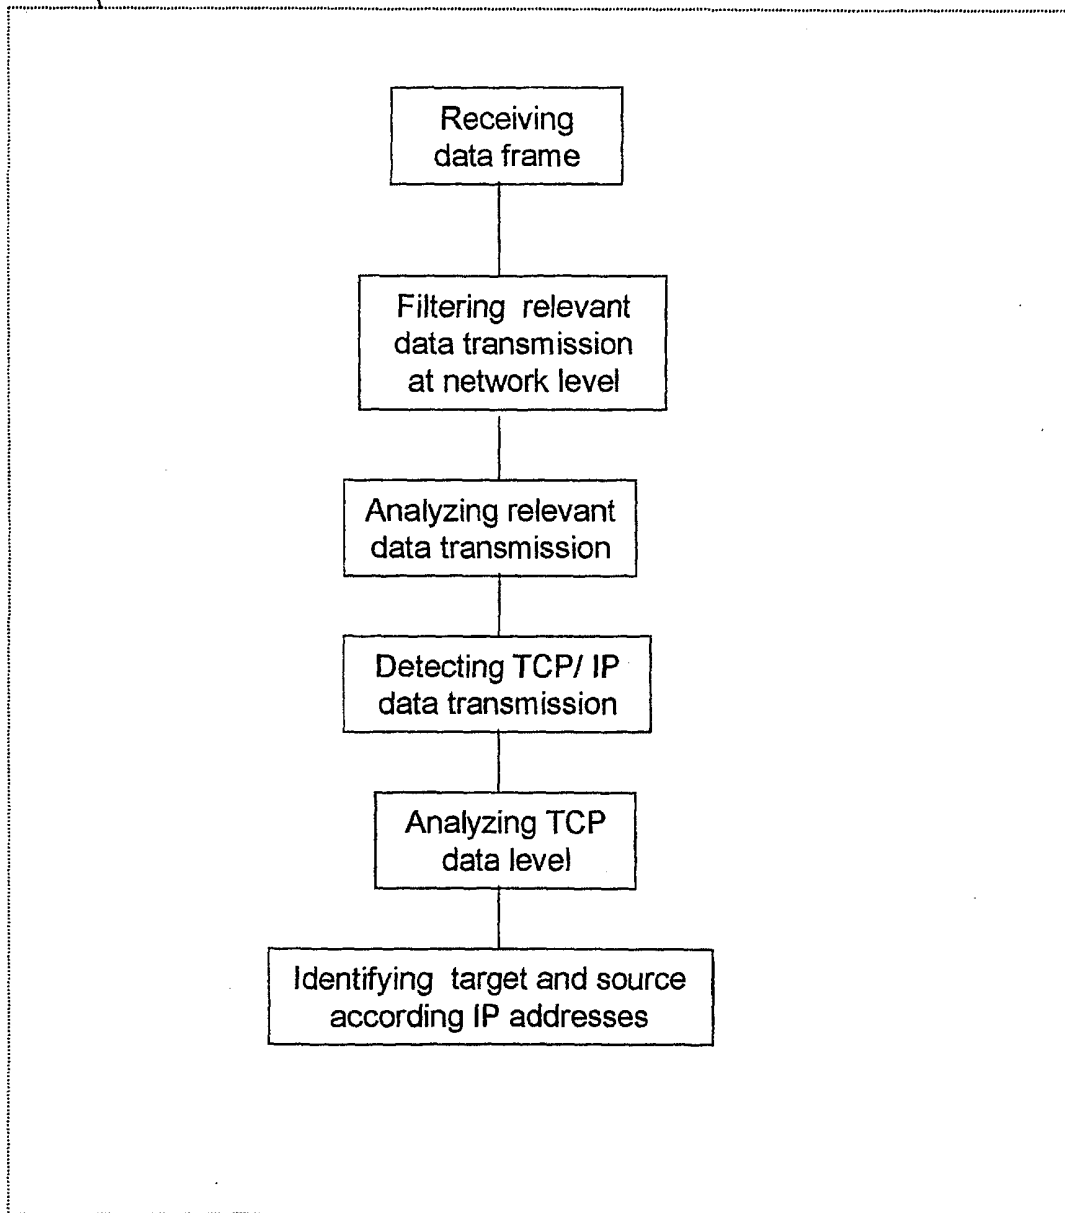 Receiving
data frame
Filtering relevant
data transmission
at network level
Analyzing relevant
data transmission
Detecting TCP/ IP
data transmission
Analyzing TCP
data level
Identifying target and source
according IP addresses